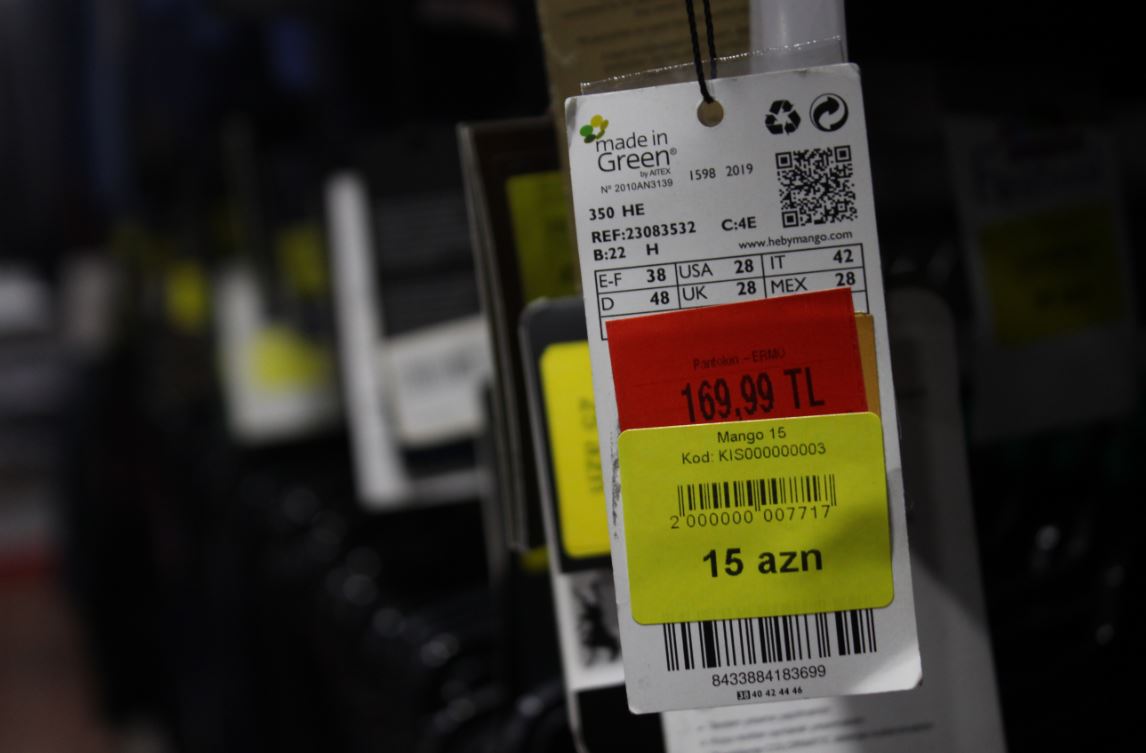 made in
Green®
by AITEX
Nº 2010AN3139
1598 2019
350 HE
REF:23083532 C:4E
B:22 H
www.hebymango.com
E-F 38 USA 28 IT 42
D 48 UK 28 MEX 28
Pantolon - ERMU
169,99 TL
Mango 15
Kod: KIS000000003
2 000000 007717
15 azn
8433884183699
38 40 42 44 46